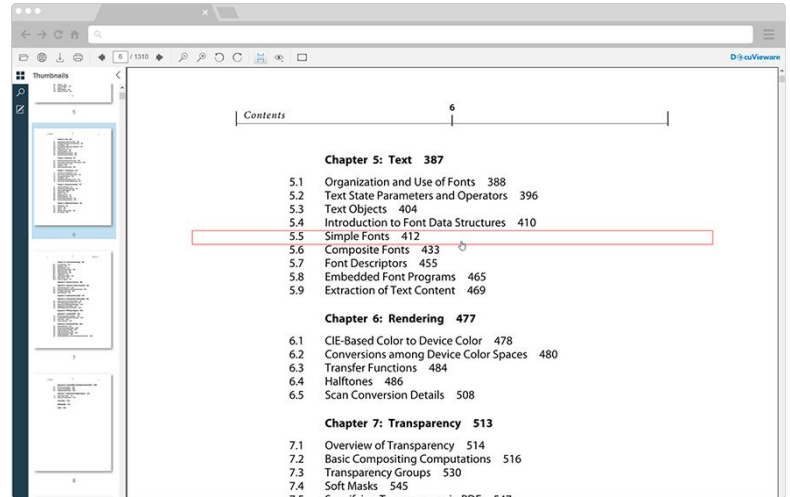 6 / 1310
DocuVieware
Thumbnails
5
6
7
8
Contents
6
Chapter 5: Text 387
5.1 Organization and Use of Fonts 388
5.2 Text State Parameters and Operators 396
5.3 Text Objects 404
5.4 Introduction to Font Data Structures 410
5.5 Simple Fonts 412
5.6 Composite Fonts 433
5.7 Font Descriptors 455
5.8 Embedded Font Programs 465
5.9 Extraction of Text Content 469
Chapter 6: Rendering 477
6.1 CIE-Based Color to Device Color 478
6.2 Conversions among Device Color Spaces 480
6.3 Transfer Functions 484
6.4 Halftones 486
6.5 Scan Conversion Details 508
Chapter 7: Transparency 513
7.1 Overview of Transparency 514
7.2 Basic Compositing Computations 516
7.3 Transparency Groups 530
7.4 Soft Masks 545